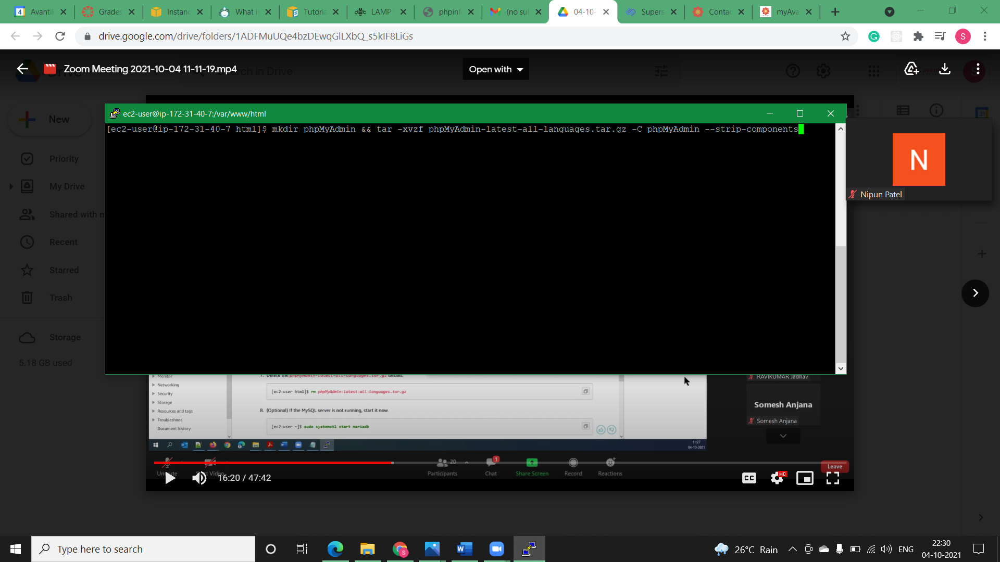 Avanti
Grades
Instanc
What i
Tutoria
LAMP
phpinf
(no sub
04-10-
Supers
Contac
myAva
drive.google.com/drive/folders/1ADFMuUQe4bzDEwqGlLXbQ_s5kIF8LiGs
S
Zoom Meeting 2021-10-04 11-11-19.mp4
Open with
New
Priority
My Drive
Shared with m
Recent
Starred
Trash
Storage
5.18 GB used
ec2-user@ip-172-31-40-7:/var/www/html
[ec2-user@ip-172-31-40-7 html]$ mkdir phpMyAdmin && tar -xvzf phpMyAdmin-latest-all-languages.tar.gz -C phpMyAdmin --strip-components
N
Nipun Patel
Monitor
Networking
Security
Storage
Resources and tags
Troubleshoot
Document history
7. Delete the phpMyAdmin-latest-all-languages.tar.gz tarball.
[ec2-user html]$ rm phpMyAdmin-latest-all-languages.tar.gz
8. (Optional) If the MySQL server is not running, start it now.
[ec2-user ~]$ sudo systemctl start mariadb
RAVIKUMAR Jadhav
Somesh Anjana
Somesh Anjana
11:27
04-10-2021
Unmute
Start Video
20
Participants
1
Chat
Share Screen
Record
Reactions
Leave
16:20 / 47:42
CC
HD
Type here to search
26°C Rain
ENG
22:30
04-10-2021